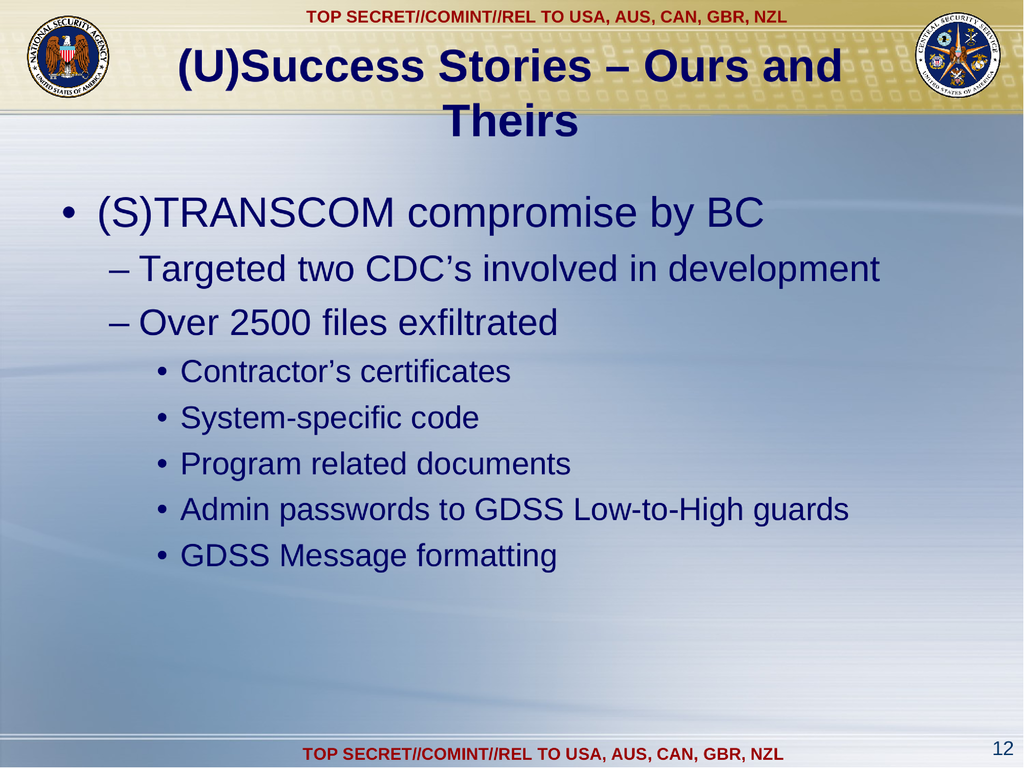 TOP SECRET//COMINT//REL TO USA, AUS, CAN, GBR, NZL
NATIONAL SECURITY AGENCY
UNITED STATES OF AMERICA
CENTRAL SECURITY SERVICE
UNITED STATES OF AMERICA
(U)Success Stories – Ours and
Theirs
• (S)TRANSCOM compromise by BC
– Targeted two CDC’s involved in development
– Over 2500 files exfiltrated
• Contractor’s certificates
• System-specific code
• Program related documents
• Admin passwords to GDSS Low-to-High guards
• GDSS Message formatting
TOP SECRET//COMINT//REL TO USA, AUS, CAN, GBR, NZL
12